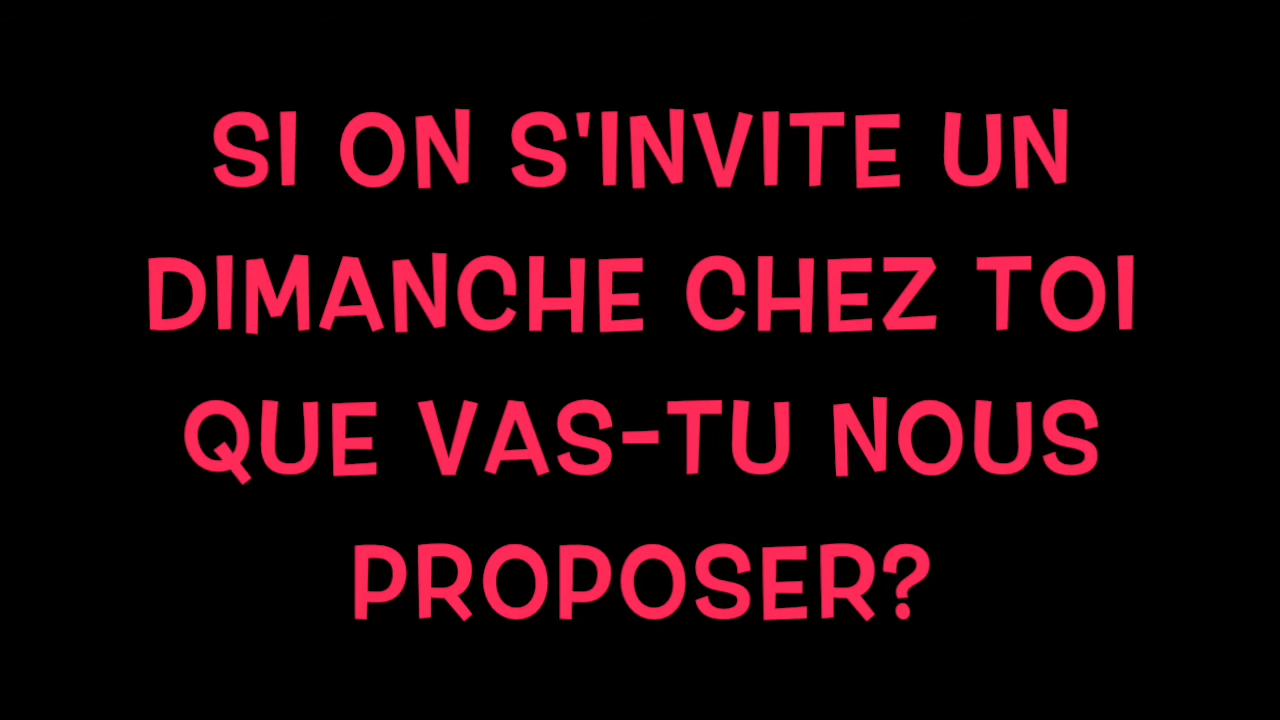 SI ON S'INVITE UN
DIMANCHE CHEZ TOI
QUE VAS-TU NOUS
PROPOSER?